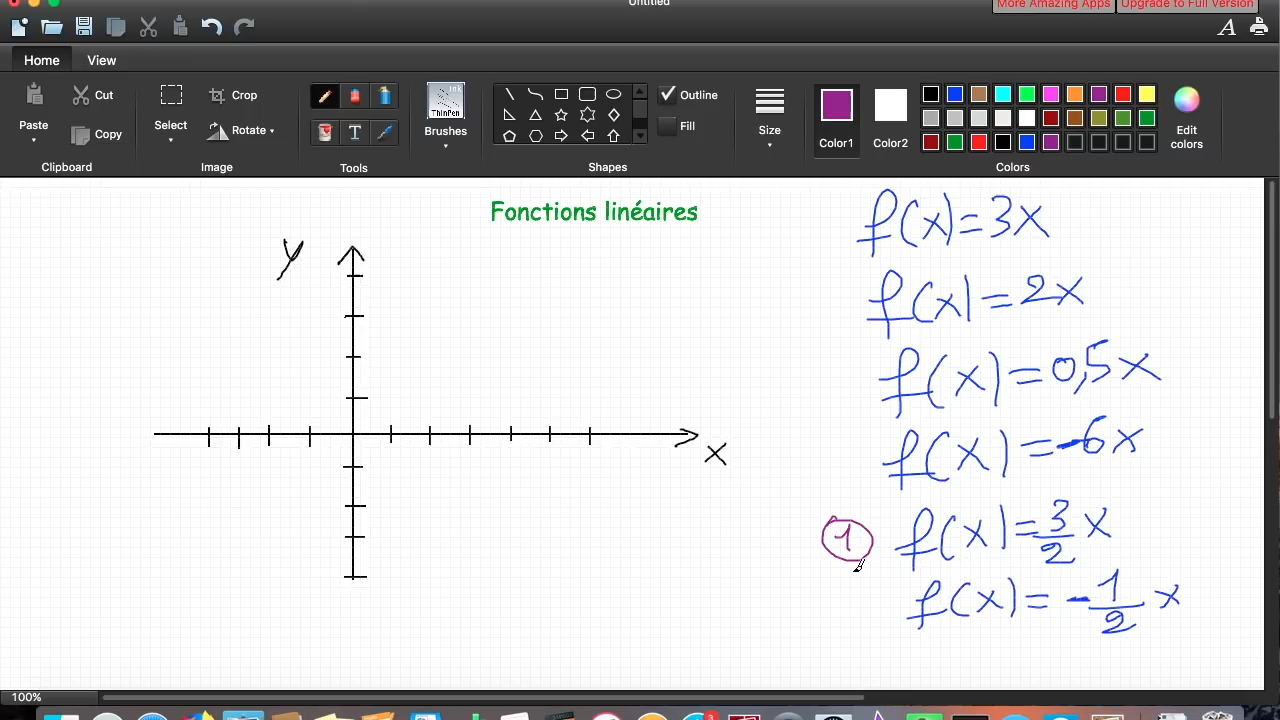 Untitled
More Amazing Apps Upgrade to Full Version
A
Home View
Paste
Cut
Copy
Clipboard
Select
Crop
Rotate
Image
T
Tools
Ink
ThinPen
Brushes
Shapes
Outline
Fill
Size
Color1
Color2
Edit colors
Colors
Fonctions linéaires
y
x
f(x)=3x
f(x)=2x
f(x)=0,5x
f(x)=-6x
1 f(x)=3/2 x
f(x)=-1/2 x
100%